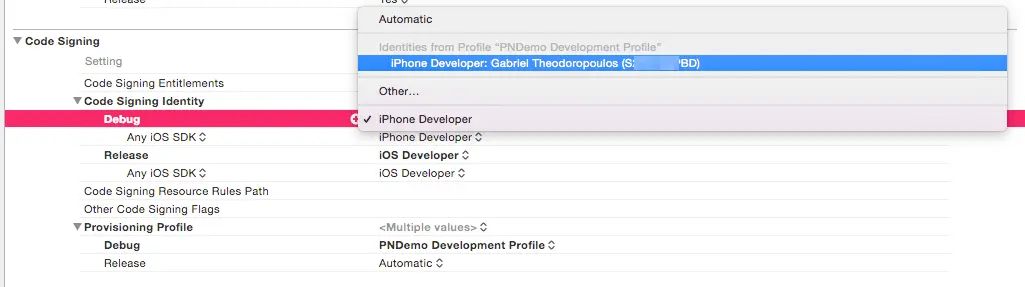 Release
Yes
Automatic
Code Signing
Identities from Profile “PNDemo Development Profile”
Setting
iPhone Developer: Gabriel Theodoropoulos (S BD)
Code Signing Entitlements
Other…
Code Signing Identity
Debug
✓ iPhone Developer
Any iOS SDK
iPhone Developer
Release
iOS Developer
Any iOS SDK
iOS Developer
Code Signing Resource Rules Path
Other Code Signing Flags
Provisioning Profile
<Multiple values>
Debug
PNDemo Development Profile
Release
Automatic